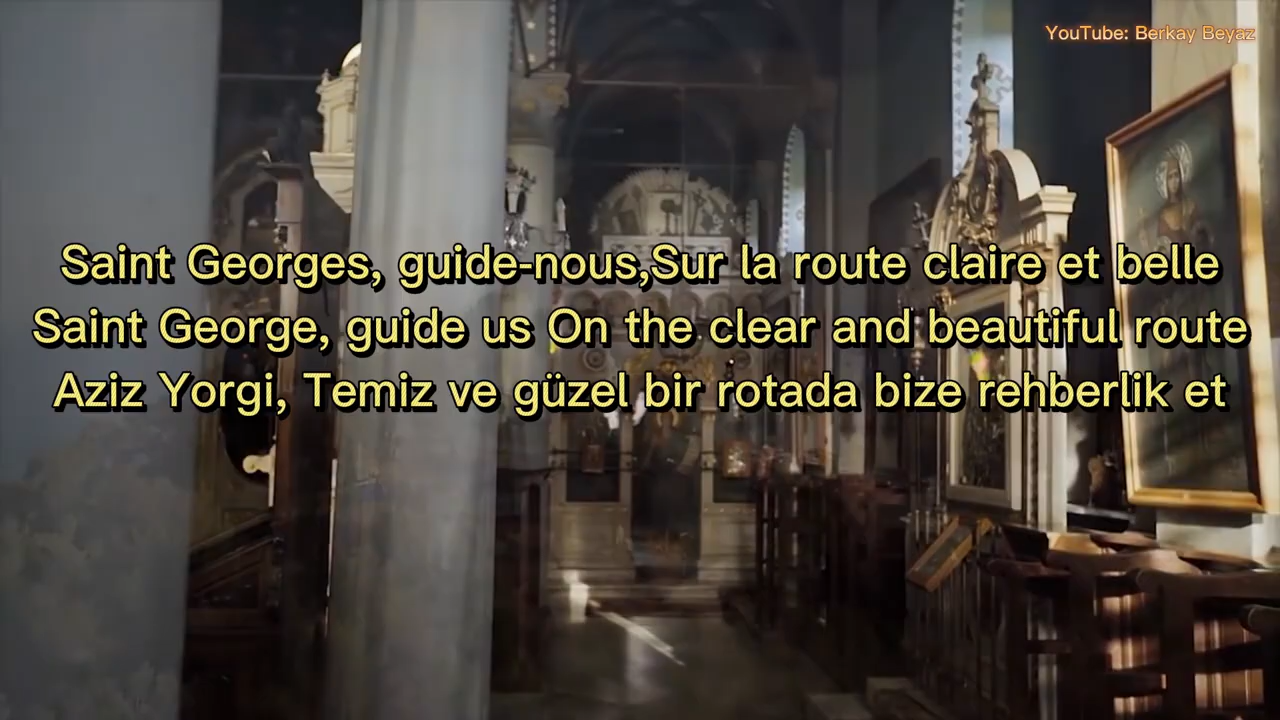 YouTube: Berkay Beyaz
Saint Georges, guide-nous,Sur la route claire et belle
Saint George, guide us On the clear and beautiful route
Aziz Yorgi, Temiz ve güzel bir rotada bize rehberlik et